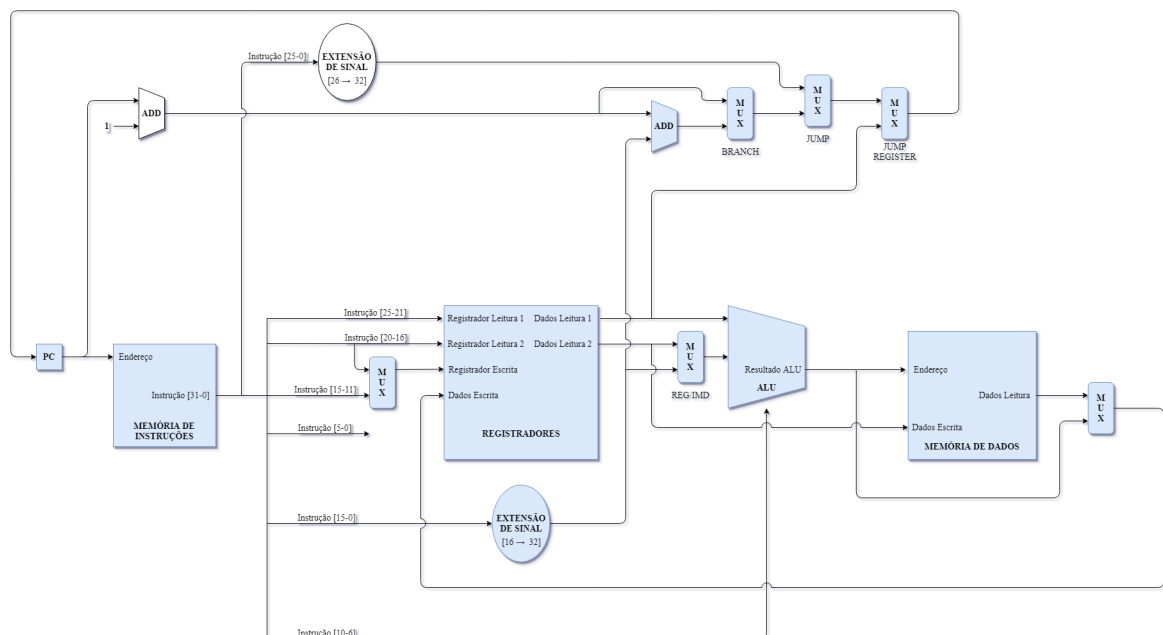 Instrução [25-0]
EXTENSÃO
DE SINAL
[26 → 32]
ADD
1
ADD
M
U
X
BRANCH
M
U
X
JUMP
M
U
X
JUMP
REGISTER
PC
Endereço
Instrução [31-0]
MEMÓRIA DE
INSTRUÇÕES
Instrução [25-21]
Instrução [20-16]
Instrução [15-11]
Instrução [5-0]
M
U
X
Registrador Leitura 1
Dados Leitura 1
Registrador Leitura 2
Dados Leitura 2
Registrador Escrita
Dados Escrita
REGISTRADORES
M
U
X
REG/IMD
Resultado ALU
ALU
Endereço
Dados Leitura
Dados Escrita
MEMÓRIA DE DADOS
M
U
X
Instrução [15-0]
EXTENSÃO
DE SINAL
[16 → 32]
Instrução [10-6]